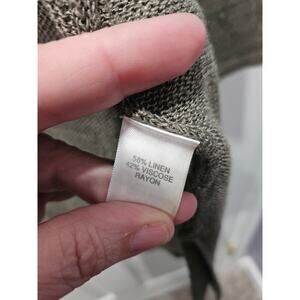 58% LINEN
42% VISCOSE
RAYON